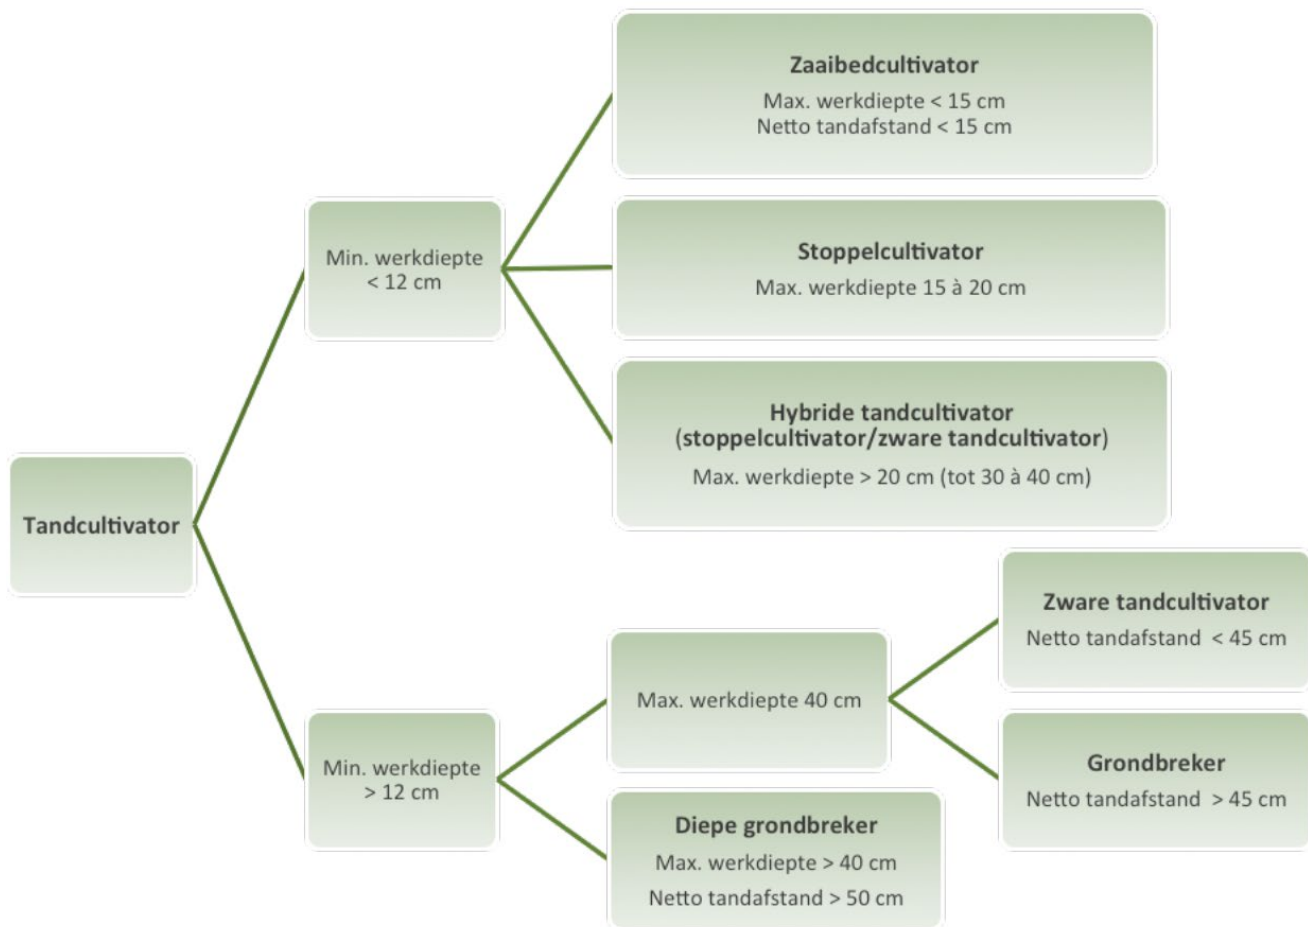 Tandcultivator
Min. werkdiepte
< 12 cm
Zaaibedcultivator
Max. werkdiepte < 15 cm
Netto tandafstand < 15 cm
Stoppelcultivator
Max. werkdiepte 15 à 20 cm
Hybride tandcultivator
(stoppelcultivator/zware tandcultivator)
Max. werkdiepte > 20 cm (tot 30 à 40 cm)
Min. werkdiepte
> 12 cm
Max. werkdiepte 40 cm
Zware tandcultivator
Netto tandafstand < 45 cm
Grondbreker
Netto tandafstand > 45 cm
Diepe grondbreker
Max. werkdiepte > 40 cm
Netto tandafstand > 50 cm